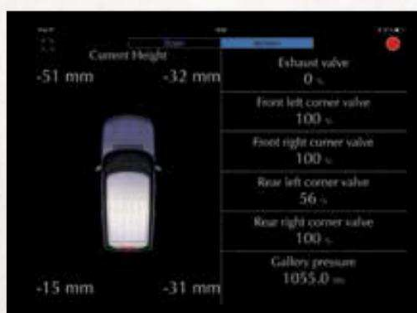 Current Height
-51 mm
-32 mm
-15 mm
-31 mm
Exhaust valve
0 %
Front left corner valve
100 %
Front right corner valve
100 %
Rear left corner valve
56 %
Rear right corner valve
100 %
Gallery pressure
1055.0